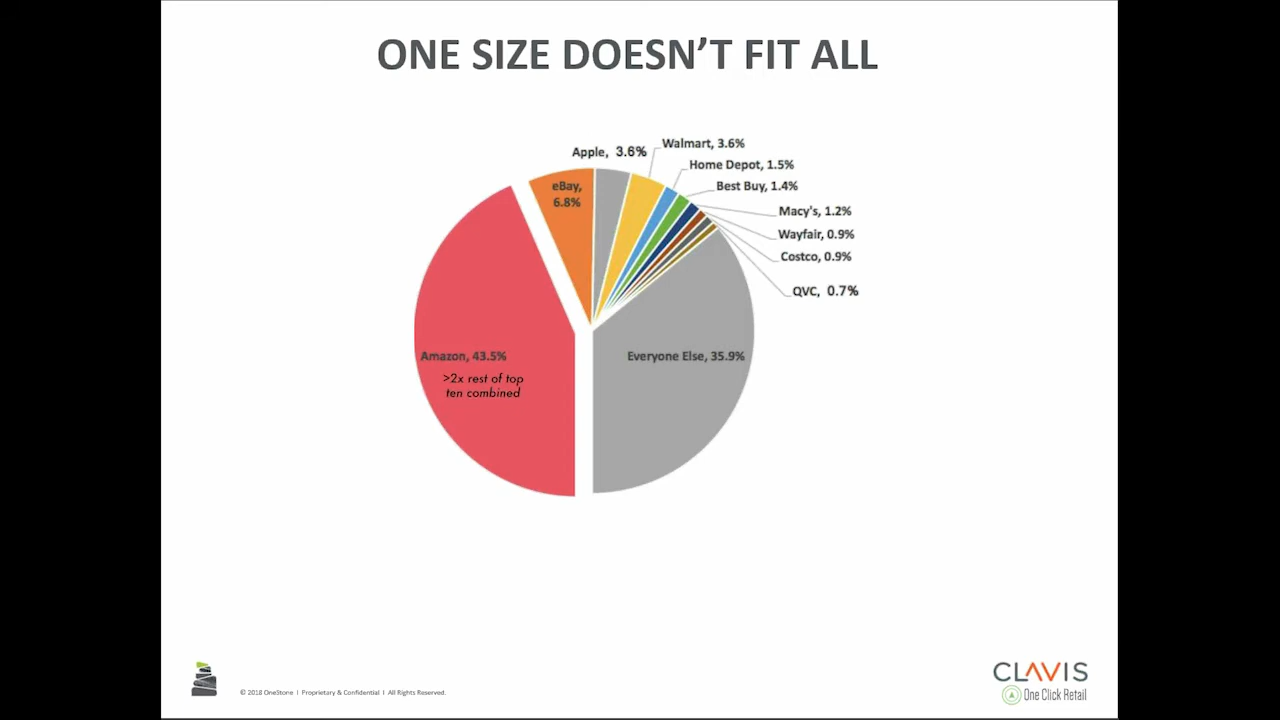 ONE SIZE DOESN'T FIT ALL
Apple, 3.6%
Walmart, 3.6%
Home Depot, 1.5%
eBay,
6.8%
Best Buy, 1.4%
Macy's, 1.2%
Wayfair, 0.9%
Costco, 0.9%
QVC, 0.7%
Amazon, 43.5%
>2x rest of top
ten combined
Everyone Else, 35.9%
© 2018 OneStone I Proprietary & Confidential I All Rights Reserved.
CLAVIS
One Click Retail